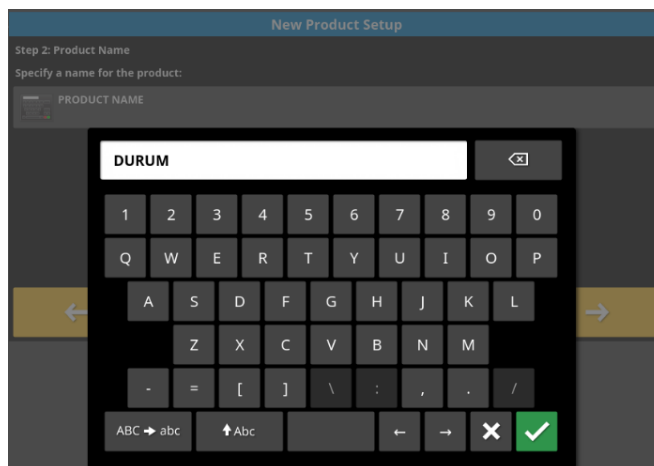 New Product Setup
Step 2: Product Name
Specify a name for the product:
PRODUCT NAME
DURUM
1 2 3 4 5 6 7 8 9 0
Q W E R T Y U I O P
A S D F G H J K L
Z X C V B N M
- = [ ] \ : , . /
ABC → abc ↑ Abc ← →